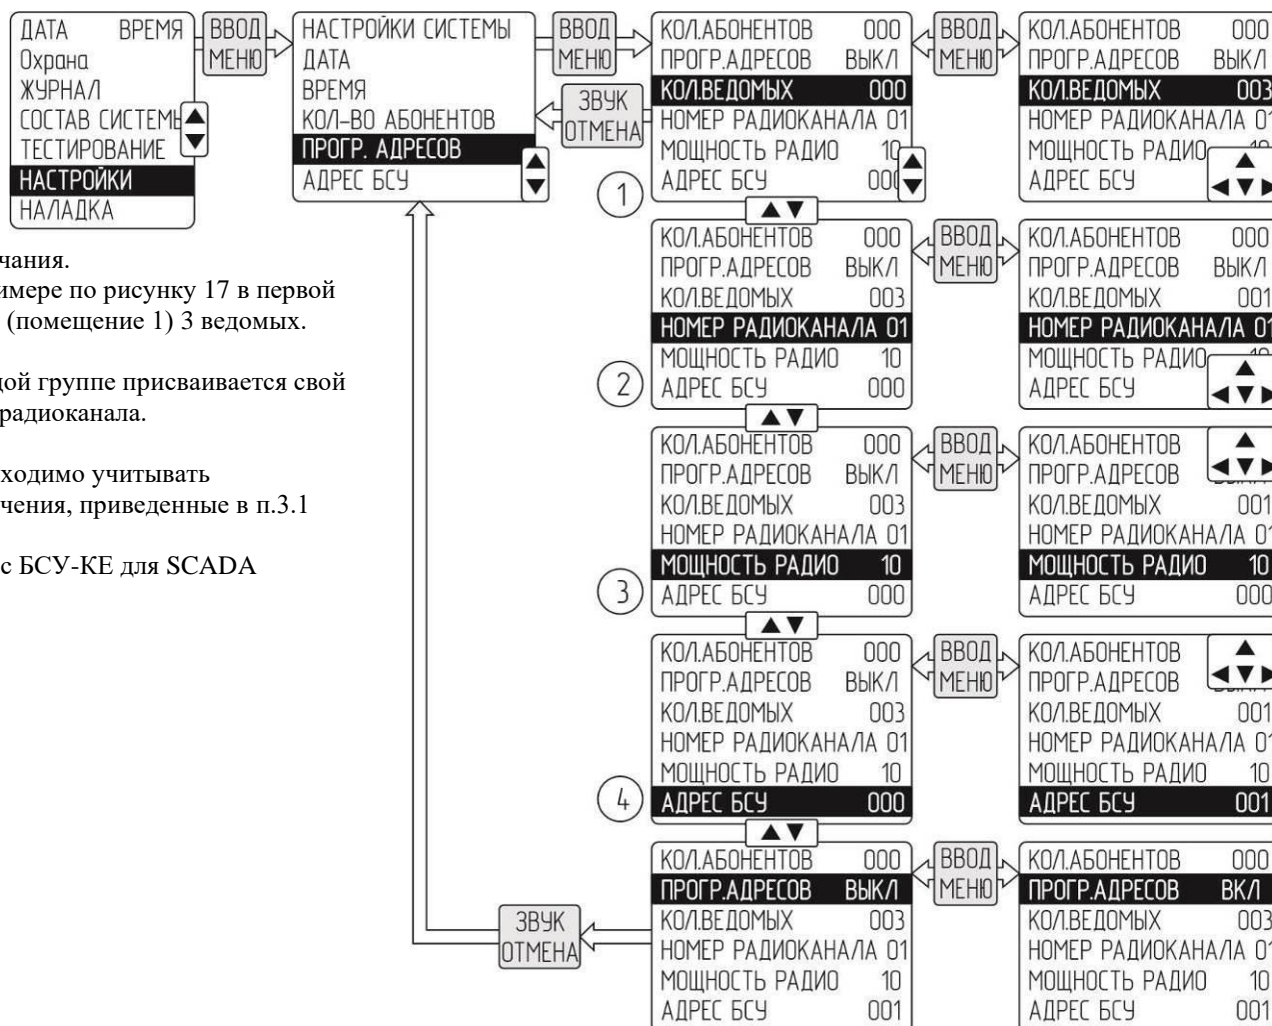 ДАТА ВРЕМЯ
Охрана
ЖУРНАЛ
СОСТАВ СИСТЕМЫ
ТЕСТИРОВАНИЕ
НАСТРОЙКИ
НАЛАДКА
ВВОД
МЕНЮ
НАСТРОЙКИ СИСТЕМЫ
ДАТА
ВРЕМЯ
КОЛ-ВО АБОНЕНТОВ
ПРОГР. АДРЕСОВ
АДРЕС БСУ
ВВОД
МЕНЮ
ЗВУК
ОТМЕНА
1
КОЛ.АБОНЕНТОВ 000
ПРОГР.АДРЕСОВ ВЫКЛ
КОЛ.ВЕДОМЫХ 000
НОМЕР РАДИОКАНАЛА 01
МОЩНОСТЬ РАДИО 10
АДРЕС БСУ 000
ВВОД
МЕНЮ
КОЛ.АБОНЕНТОВ 000
ПРОГР.АДРЕСОВ ВЫКЛ
КОЛ.ВЕДОМЫХ 003
НОМЕР РАДИОКАНАЛА 01
МОЩНОСТЬ РАДИО 10
АДРЕС БСУ
чания.
имере по рисунку 17 в первой
(помещение 1) 3 ведомых.
дой группе присваивается свой
радиоканала.
ходимо учитывать
чения, приведенные в п.3.1
с БСУ-КЕ для SCADA
2
КОЛ.АБОНЕНТОВ 000
ПРОГР.АДРЕСОВ ВЫКЛ
КОЛ.ВЕДОМЫХ 003
НОМЕР РАДИОКАНАЛА 01
МОЩНОСТЬ РАДИО 10
АДРЕС БСУ 000
ВВОД
МЕНЮ
КОЛ.АБОНЕНТОВ 000
ПРОГР.АДРЕСОВ ВЫКЛ
КОЛ.ВЕДОМЫХ 001
НОМЕР РАДИОКАНАЛА 01
МОЩНОСТЬ РАДИО 10
АДРЕС БСУ
3
КОЛ.АБОНЕНТОВ 000
ПРОГР.АДРЕСОВ ВЫКЛ
КОЛ.ВЕДОМЫХ 003
НОМЕР РАДИОКАНАЛА 01
МОЩНОСТЬ РАДИО 10
АДРЕС БСУ 000
ВВОД
МЕНЮ
КОЛ.АБОНЕНТОВ
ПРОГР.АДРЕСОВ
КОЛ.ВЕДОМЫХ 001
НОМЕР РАДИОКАНАЛА 01
МОЩНОСТЬ РАДИО 10
АДРЕС БСУ 000
4
КОЛ.АБОНЕНТОВ 000
ПРОГР.АДРЕСОВ ВЫКЛ
КОЛ.ВЕДОМЫХ 003
НОМЕР РАДИОКАНАЛА 01
МОЩНОСТЬ РАДИО 10
АДРЕС БСУ 000
ВВОД
МЕНЮ
КОЛ.АБОНЕНТОВ
ПРОГР.АДРЕСОВ
КОЛ.ВЕДОМЫХ 001
НОМЕР РАДИОКАНАЛА 01
МОЩНОСТЬ РАДИО 10
АДРЕС БСУ 001
ЗВУК
ОТМЕНА
КОЛ.АБОНЕНТОВ 000
ПРОГР.АДРЕСОВ ВЫКЛ
КОЛ.ВЕДОМЫХ 003
НОМЕР РАДИОКАНАЛА 01
МОЩНОСТЬ РАДИО 10
АДРЕС БСУ 001
ВВОД
МЕНЮ
КОЛ.АБОНЕНТОВ 000
ПРОГР.АДРЕСОВ ВКЛ
КОЛ.ВЕДОМЫХ 003
НОМЕР РАДИОКАНАЛА 01
МОЩНОСТЬ РАДИО 10
АДРЕС БСУ 001